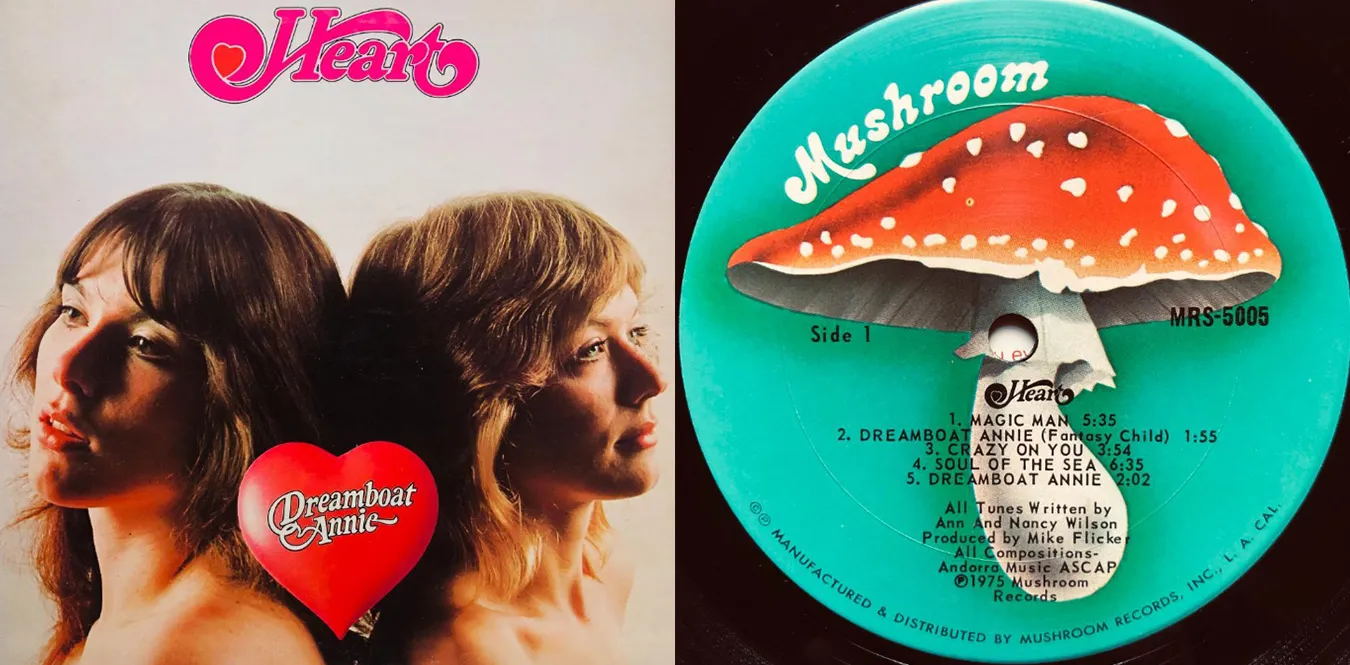 Heart
Dreamboat
Annie
Mushroom
MRS-5005
Side 1
Heart
1. MAGIC MAN 5:35
2. DREAMBOAT ANNIE (Fantasy Child) 1:55
3. CRAZY ON YOU 3:54
4. SOUL OF THE SEA 6:35
5. DREAMBOAT ANNIE 2:02
All Tunes Written by
Ann And Nancy Wilson
Produced by Mike Flicker
All Compositions-
Andorra Music ASCAP
℗1975 Mushroom
Records
©℗ MANUFACTURED & DISTRIBUTED BY MUSHROOM RECORDS, INC., L. A. CAL.